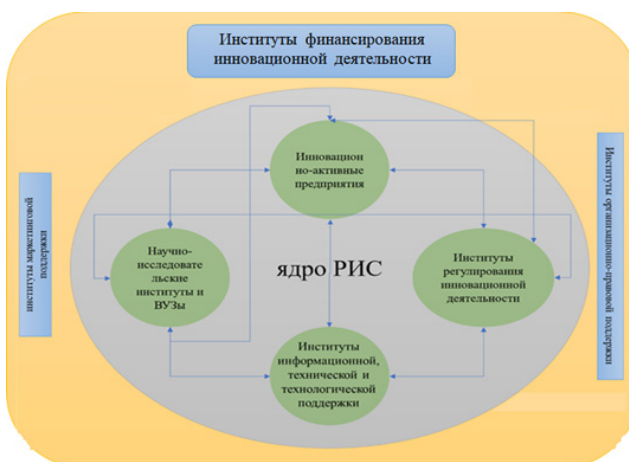 Институты финансирования
инновационной деятельности
Инновацион
но-активные
предприятия
институты маркетинговой
поддержки
Научно-
исследовате
льские
институты и
ВУЗы
ядро РИС
Институты
регулирования
инновационной
деятельности
Институты организационно-правовой поддержки
Институты
информационной,
технической и
технологической
поддержки